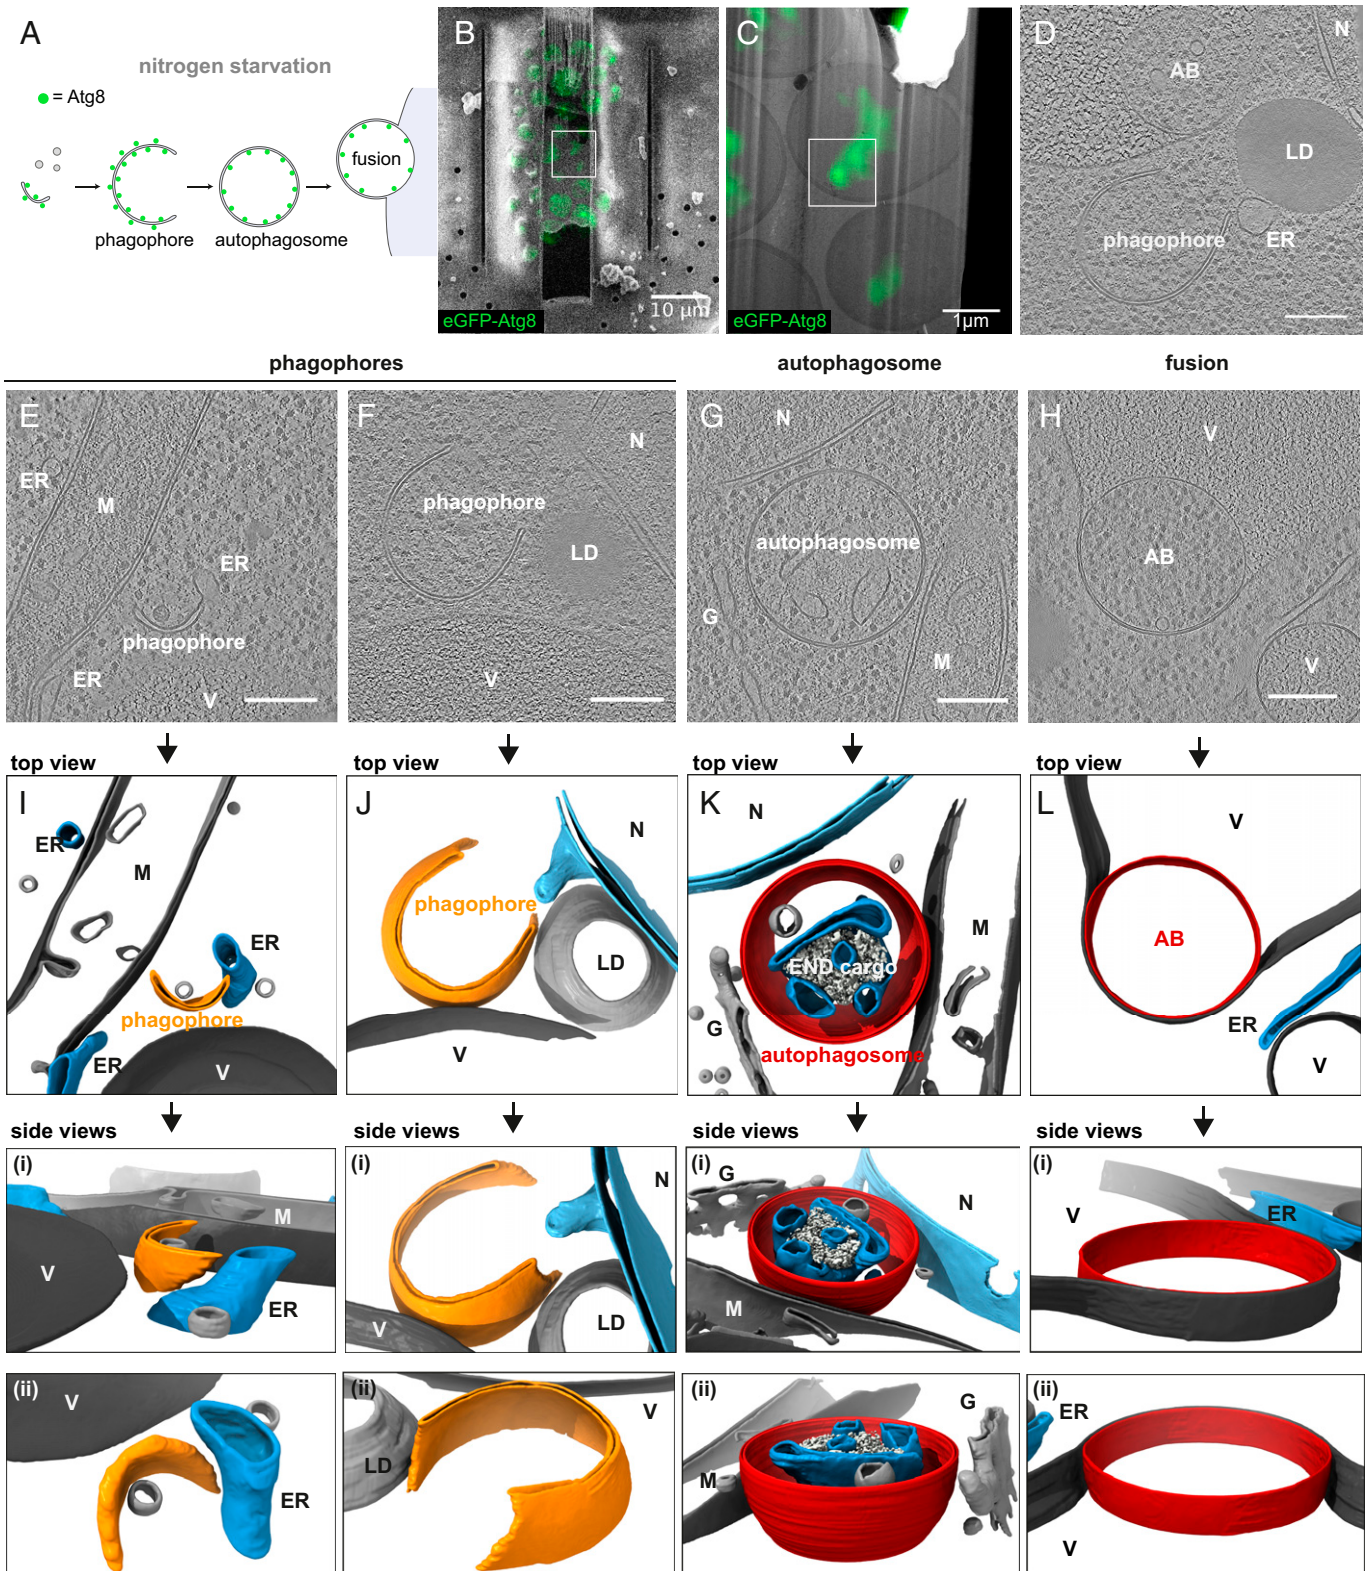 A
nitrogen starvation
= Atg8
phagophore
autophagosome
fusion
B
eGFP-Atg8
10 µm
C
eGFP-Atg8
1µm
D
N
AB
LD
phagophore
ER
phagophores
autophagosome
fusion
E
ER
M
ER
phagophore
ER
V
F
N
phagophore
LD
V
G
N
autophagosome
G
M
H
V
AB
V
top view
top view
top view
top view
I
ER
M
ER
phagophore
ER
V
J
N
phagophore
LD
V
K
N
M
END cargo
G
autophagosome
L
V
AB
ER
V
side views
side views
side views
side views
(i)
M
V
ER
(i)
N
V
LD
(i)
G
N
M
(i)
V
ER
(ii)
V
ER
(ii)
V
LD
(ii)
G
M
(ii)
ER
V